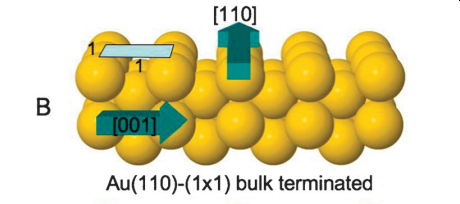 [110]
1
1
B
[001]
Au(110)-(1x1) bulk terminated